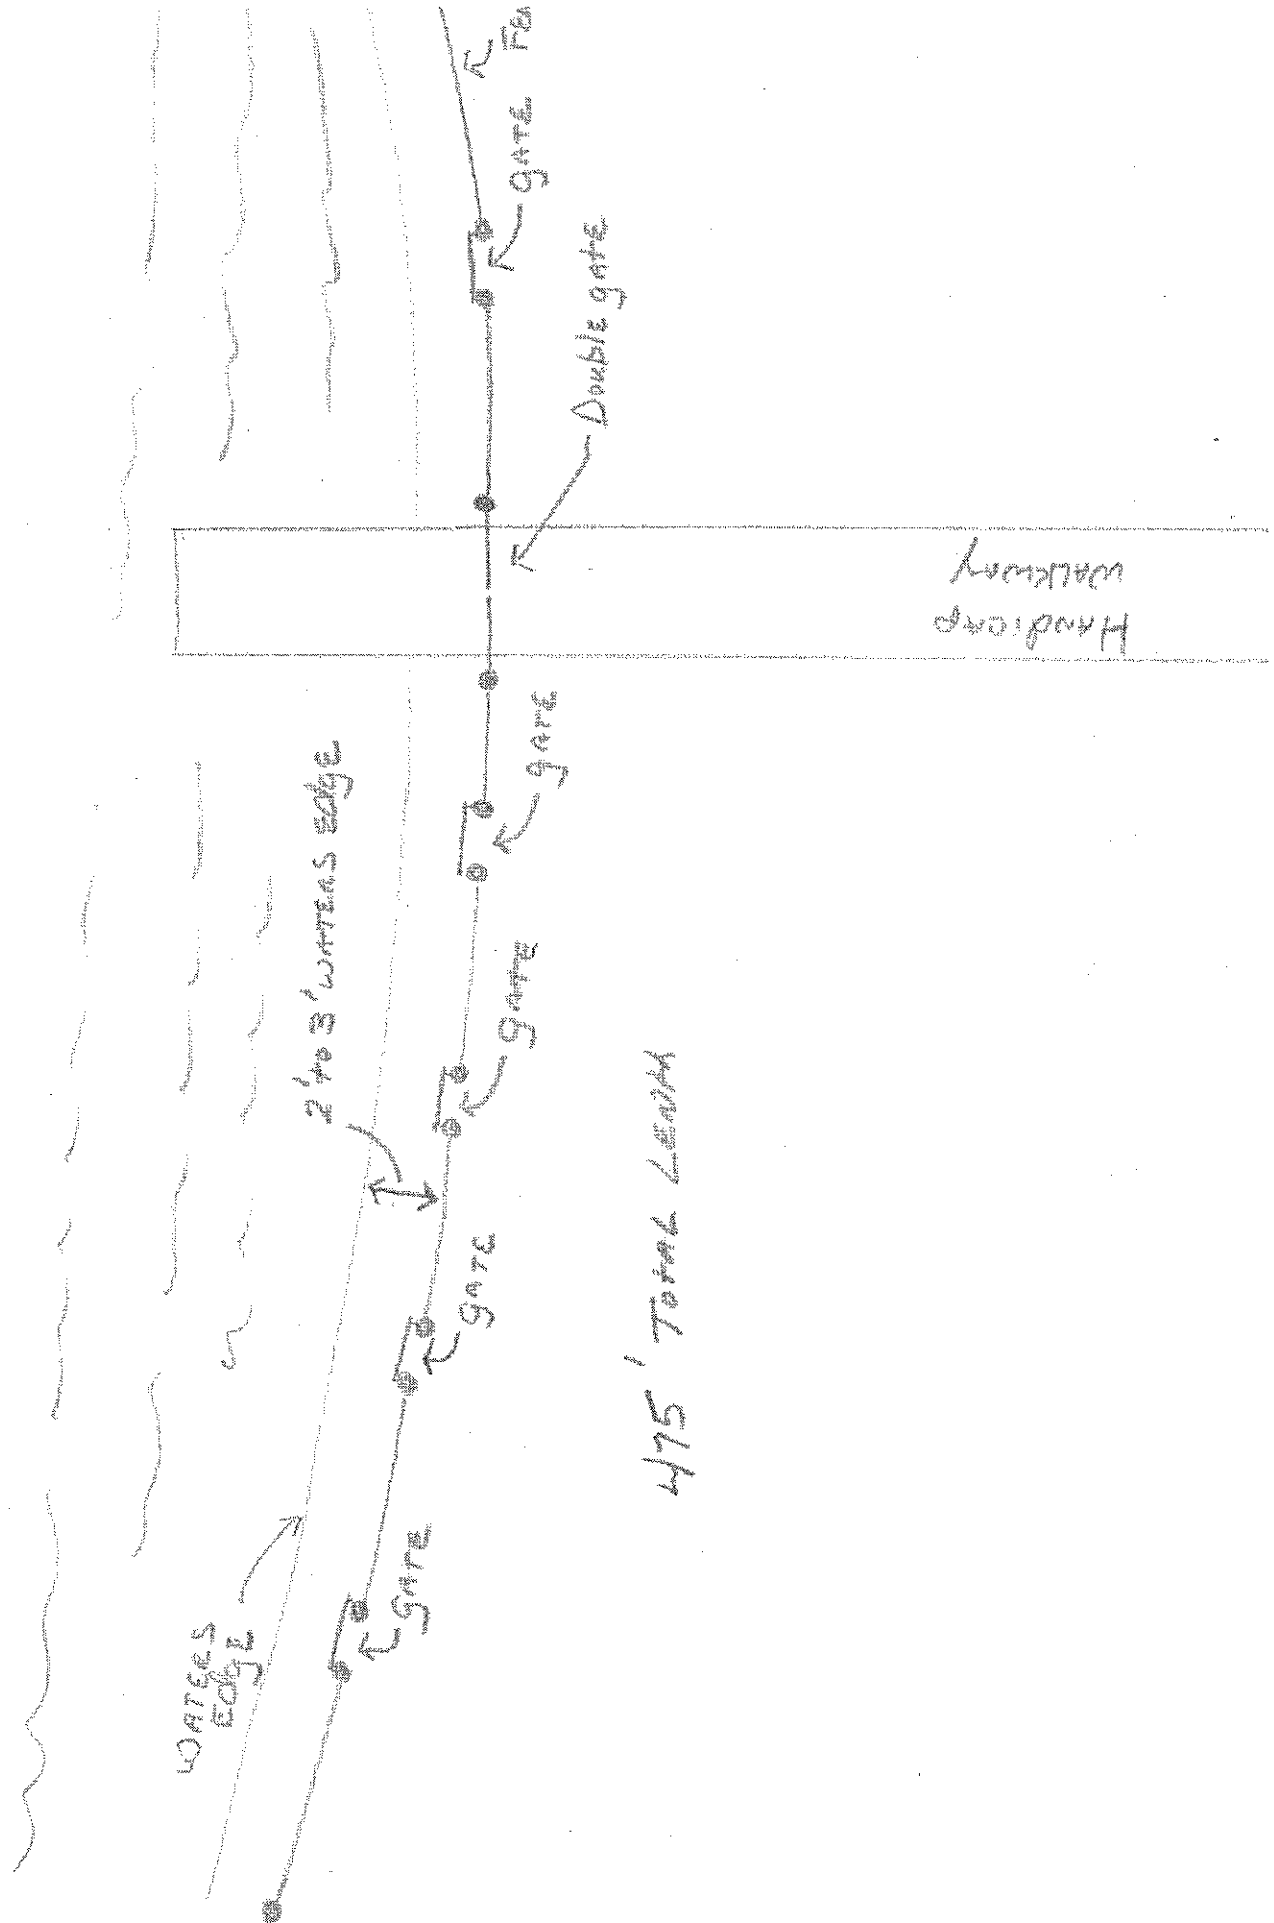 WATERS
EdgE
2' to 3' WATERS EdgE
gATE
gATE
gATE
gATE
gATE
FEn
DoublE gAtE
475' TOTAL LENTH
HANdiCAP
WALKWAY